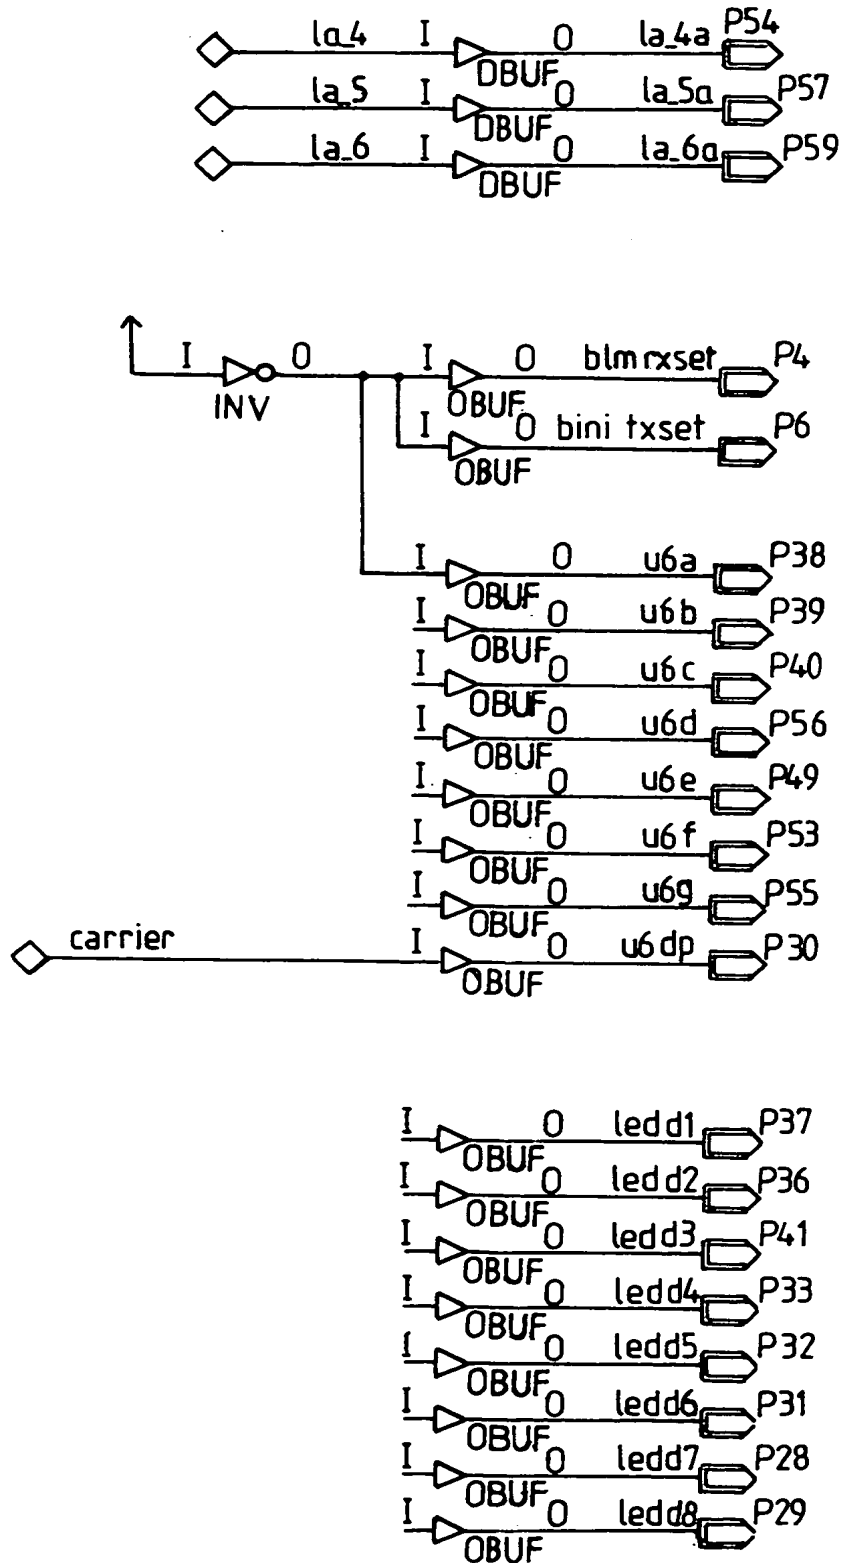 la_4 I O la_4a P54
DBUF
la_5 I O la_5a P57
DBUF
la_6 I O la_6a P59
DBUF
I O I O blmrxset P4
INV OBUF
I O bini txset P6
OBUF
I O u6a P38
OBUF
I O u6b P39
OBUF
I O u6c P40
OBUF
I O u6d P56
OBUF
I O u6e P49
OBUF
I O u6f P53
OBUF
I O u6g P55
OBUF
carrier I O u6dp P30
OBUF
I O ledd1 P37
OBUF
I O ledd2 P36
OBUF
I O ledd3 P41
OBUF
I O ledd4 P33
OBUF
I O ledd5 P32
OBUF
I O ledd6 P31
OBUF
I O ledd7 P28
OBUF
I O ledd8 P29
OBUF